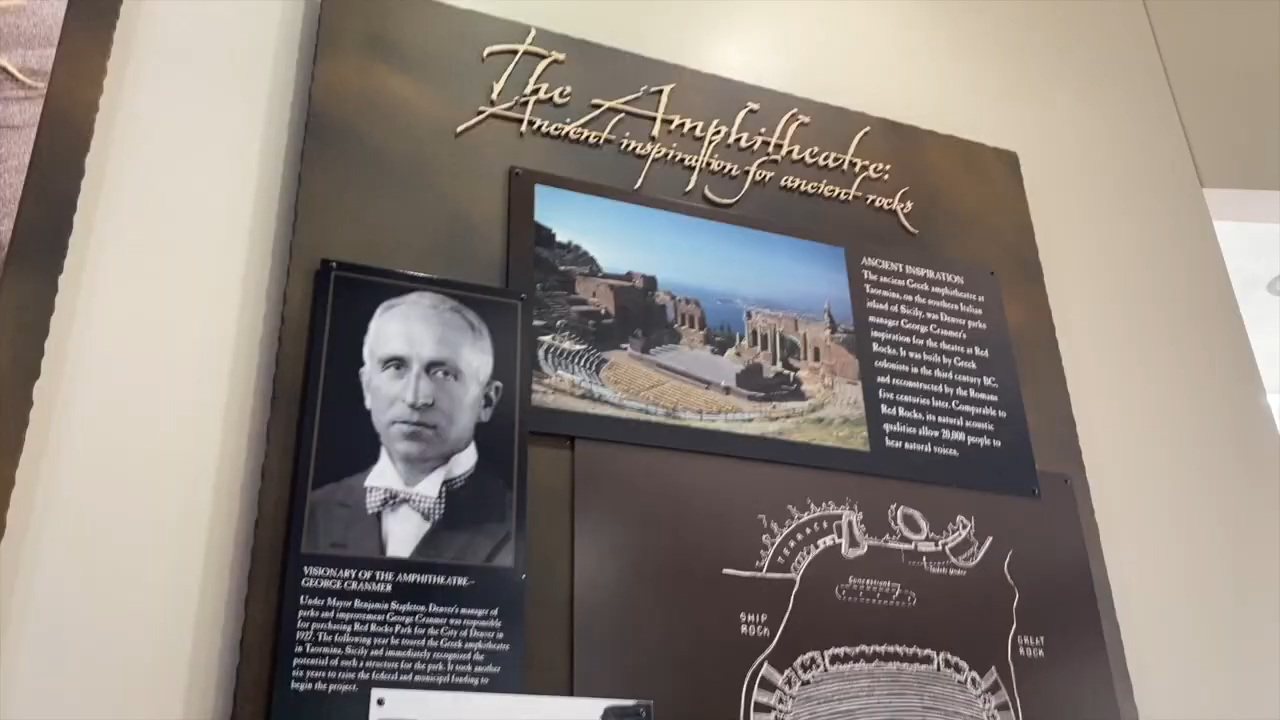 The Amphitheatre:
Ancient inspiration for ancient rocks
ANCIENT INSPIRATION
The ancient Greek amphitheatre at
Taormina, on the southern Italian
island of Sicily, was Denver parks
manager George Cranmer's
inspiration for the theatre at Red
Rocks. It was built by Greek
colonists in the third century BC,
and reconstructed by the Romans
five centuries later. Comparable to
Red Rocks, its natural acoustic
qualities allow 20,000 people to
hear natural voices.
VISIONARY OF THE AMPHITHEATRE–
GEORGE CRANMER
Under Mayor Benjamin Stapleton, Denver's manager of
parks and improvement George Cranmer was responsible
for purchasing Red Rocks Park for the City of Denver in
1927. The following year he toured the Greek amphitheatre
in Taormina, Sicily and immediately recognized the
potential of such a structure for the park. It took another
six years to raise the federal and municipal funding to
begin the project.
TERRACE
Toilets Under
Concessions
SHIP
ROCK
GREAT
ROCK